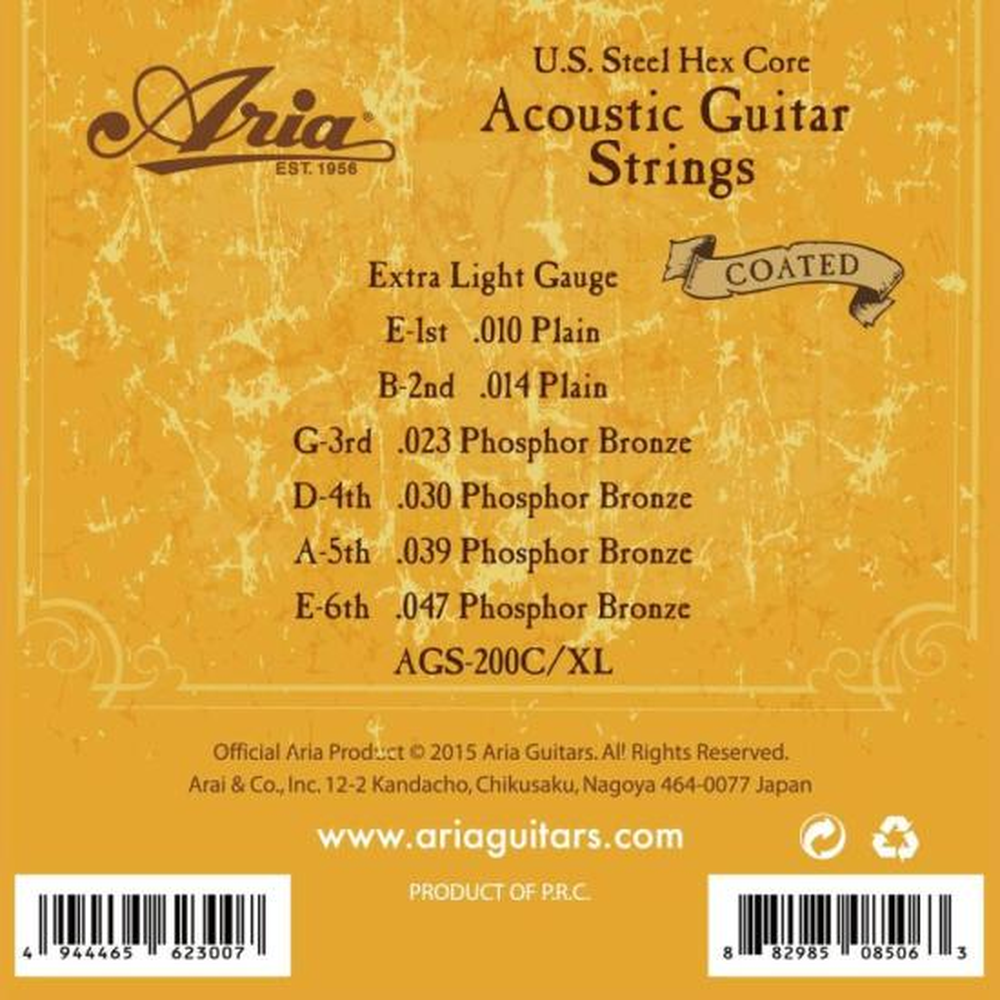 Aria
EST. 1956
U.S. Steel Hex Core
Acoustic Guitar
Strings
COATED
Extra Light Gauge
E-1st .010 Plain
B-2nd .014 Plain
G-3rd .023 Phosphor Bronze
D-4th .030 Phosphor Bronze
A-5th .039 Phosphor Bronze
E-6th .047 Phosphor Bronze
AGS-200C/XL
Official Aria Product © 2015 Aria Guitars. All Rights Reserved.
Arai & Co., Inc. 12-2 Kandacho, Chikusaku, Nagoya 464-0077 Japan
www.ariaguitars.com
PRODUCT OF P.R.C.
4 944465 623007
8 82985 08506 3